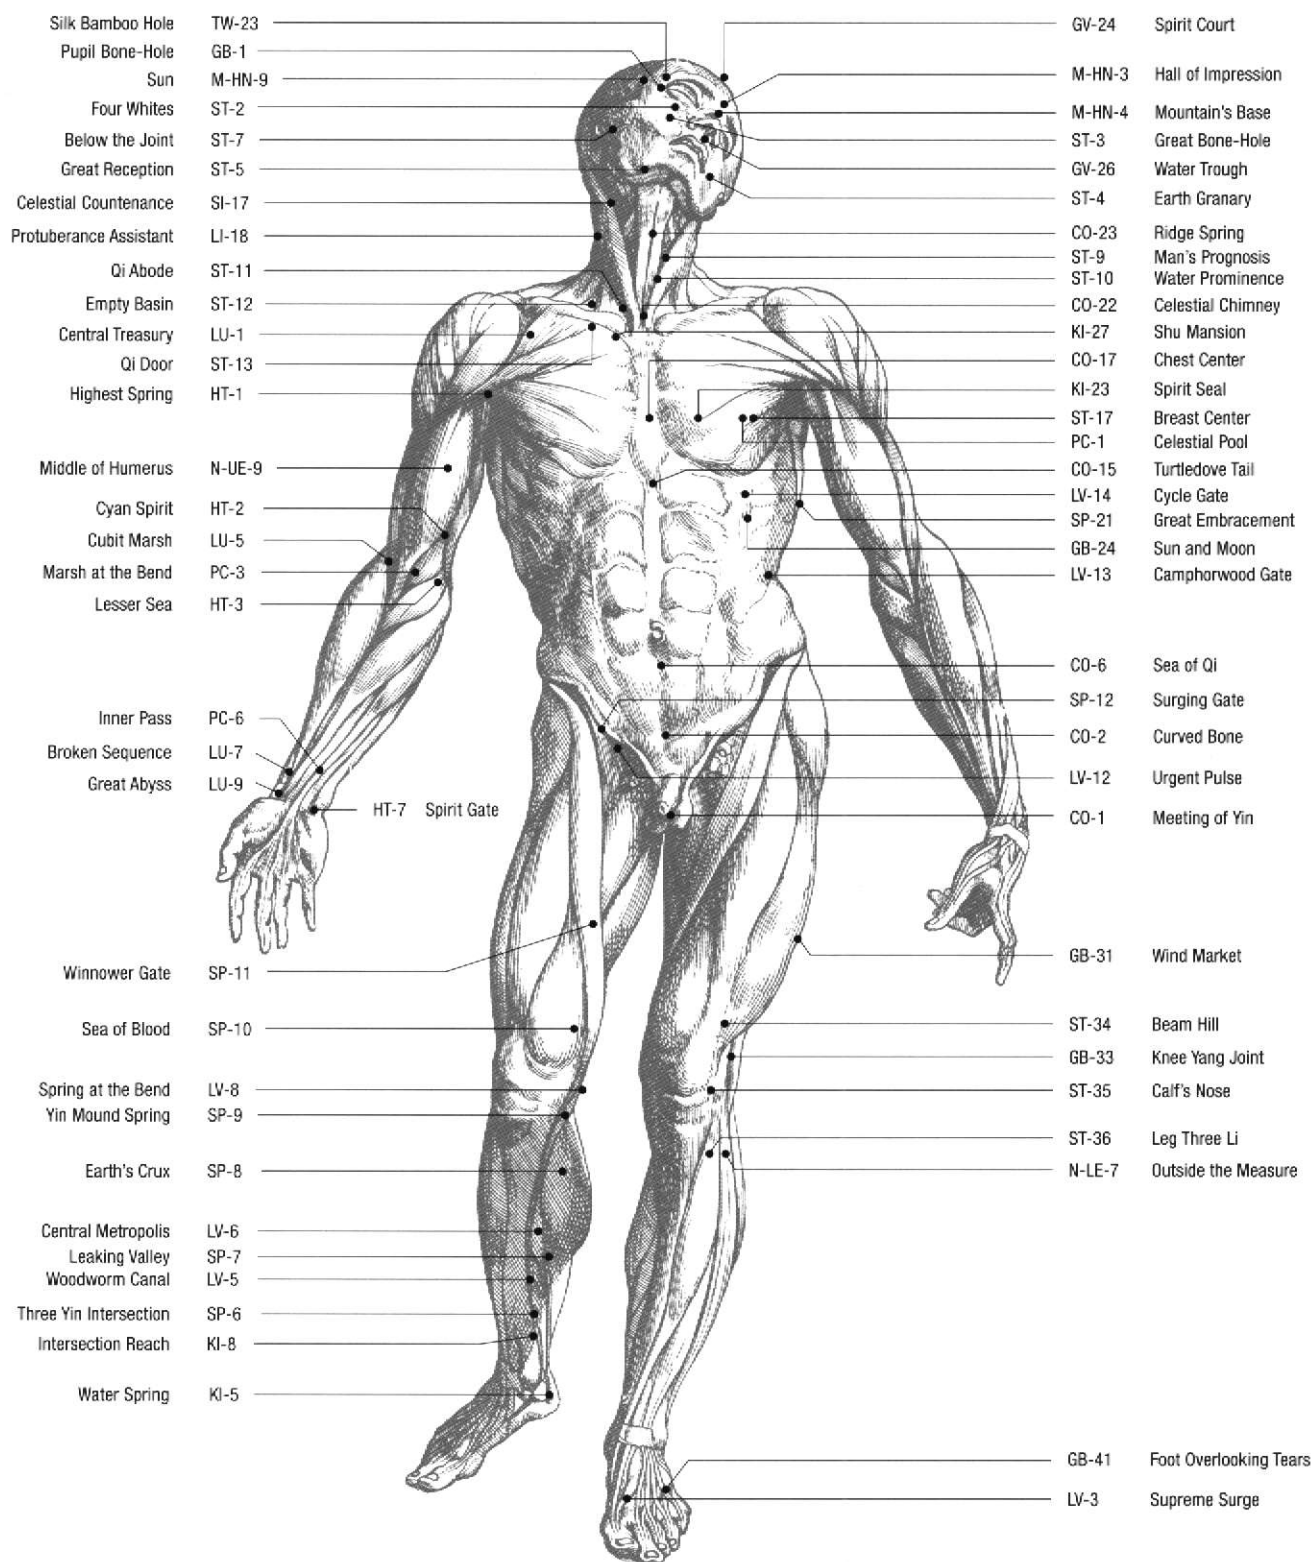 Silk Bamboo Hole TW-23
Pupil Bone-Hole GB-1
Sun M-HN-9
Four Whites ST-2
Below the Joint ST-7
Great Reception ST-5
Celestial Countenance SI-17
Protuberance Assistant LI-18
Qi Abode ST-11
Empty Basin ST-12
Central Treasury LU-1
Qi Door ST-13
Highest Spring HT-1
Middle of Humerus N-UE-9
Cyan Spirit HT-2
Cubit Marsh LU-5
Marsh at the Bend PC-3
Lesser Sea HT-3
Inner Pass PC-6
Broken Sequence LU-7
Great Abyss LU-9
HT-7 Spirit Gate
Winnower Gate SP-11
Sea of Blood SP-10
Spring at the Bend LV-8
Yin Mound Spring SP-9
Earth's Crux SP-8
Central Metropolis LV-6
Leaking Valley SP-7
Woodworm Canal LV-5
Three Yin Intersection SP-6
Intersection Reach KI-8
Water Spring KI-5
GV-24 Spirit Court
M-HN-3 Hall of Impression
M-HN-4 Mountain's Base
ST-3 Great Bone-Hole
GV-26 Water Trough
ST-4 Earth Granary
CO-23 Ridge Spring
ST-9 Man's Prognosis
ST-10 Water Prominence
CO-22 Celestial Chimney
KI-27 Shu Mansion
CO-17 Chest Center
KI-23 Spirit Seal
ST-17 Breast Center
PC-1 Celestial Pool
CO-15 Turtledove Tail
LV-14 Cycle Gate
SP-21 Great Embracement
GB-24 Sun and Moon
LV-13 Camphorwood Gate
CO-6 Sea of Qi
SP-12 Surging Gate
CO-2 Curved Bone
LV-12 Urgent Pulse
CO-1 Meeting of Yin
GB-31 Wind Market
ST-34 Beam Hill
GB-33 Knee Yang Joint
ST-35 Calf's Nose
ST-36 Leg Three Li
N-LE-7 Outside the Measure
GB-41 Foot Overlooking Tears
LV-3 Supreme Surge